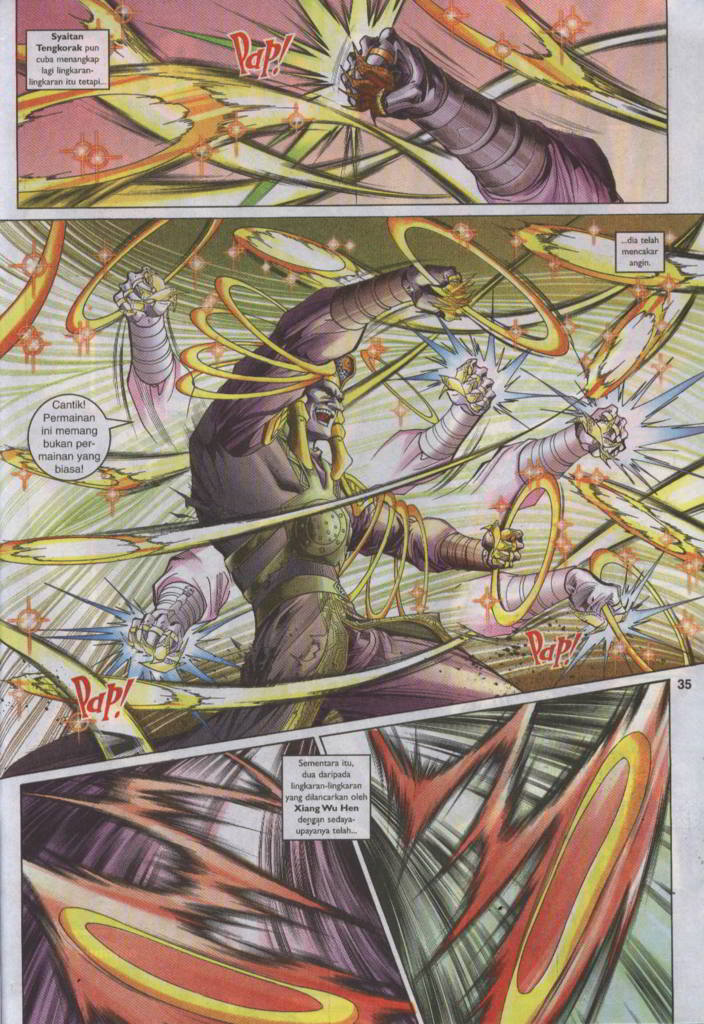 Syaitan
Tengkorak pun
cuba menangkap
lagi lingkaran-
lingkaran itu tetapi...
Pap!
...dia telah
mencakar
angin.
Cantik!
Permainan
ini memang
bukan per-
mainan yang
biasa!
Pap!
Pap!
35
Sementara itu,
dua daripada
lingkaran-lingkaran
yang dilancarkan oleh
Xiang Wu Hen
dengan sedaya-
upayanya telah...